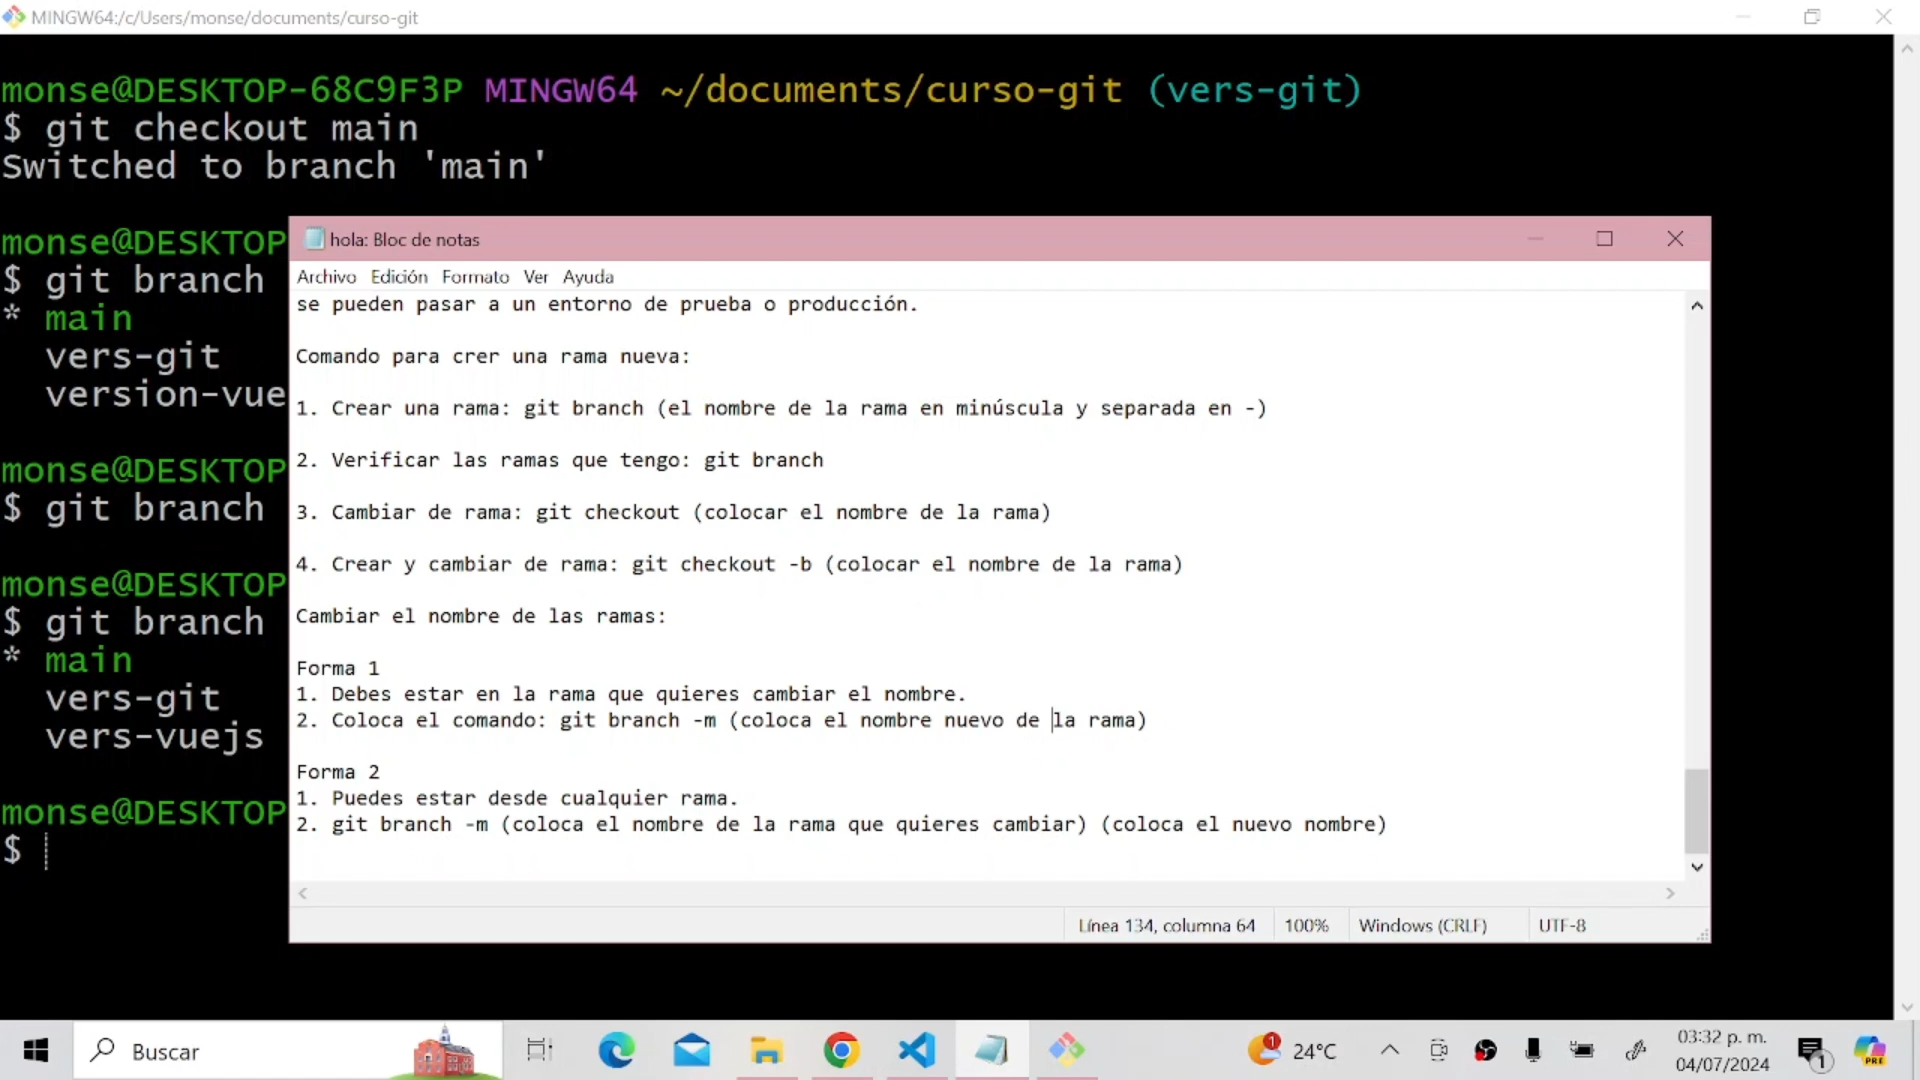 MINGW64:/c/Users/monse/documents/curso-git
monse@DESKTOP-68C9F3P MINGW64 ~/documents/curso-git (vers-git)
$ git checkout main
Switched to branch 'main'
monse@DESKTOP
$ git branch
* main
vers-git
version-vue
monse@DESKTOP
$ git branch
monse@DESKTOP
$ git branch
* main
vers-git
vers-vuejs
monse@DESKTOP
$
hola: Bloc de notas
Archivo Edición Formato Ver Ayuda
se pueden pasar a un entorno de prueba o producción.
Comando para crer una rama nueva:
1. Crear una rama: git branch (el nombre de la rama en minúscula y separada en -)
2. Verificar las ramas que tengo: git branch
3. Cambiar de rama: git checkout (colocar el nombre de la rama)
4. Crear y cambiar de rama: git checkout -b (colocar el nombre de la rama)
Cambiar el nombre de las ramas:
Forma 1
1. Debes estar en la rama que quieres cambiar el nombre.
2. Coloca el comando: git branch -m (coloca el nombre nuevo de la rama)
Forma 2
1. Puedes estar desde cualquier rama.
2. git branch -m (coloca el nombre de la rama que quieres cambiar) (coloca el nuevo nombre)
Línea 134, columna 64 100% Windows (CRLF) UTF-8
Buscar
1 24°C
03:32 p. m.
04/07/2024
1
PRE